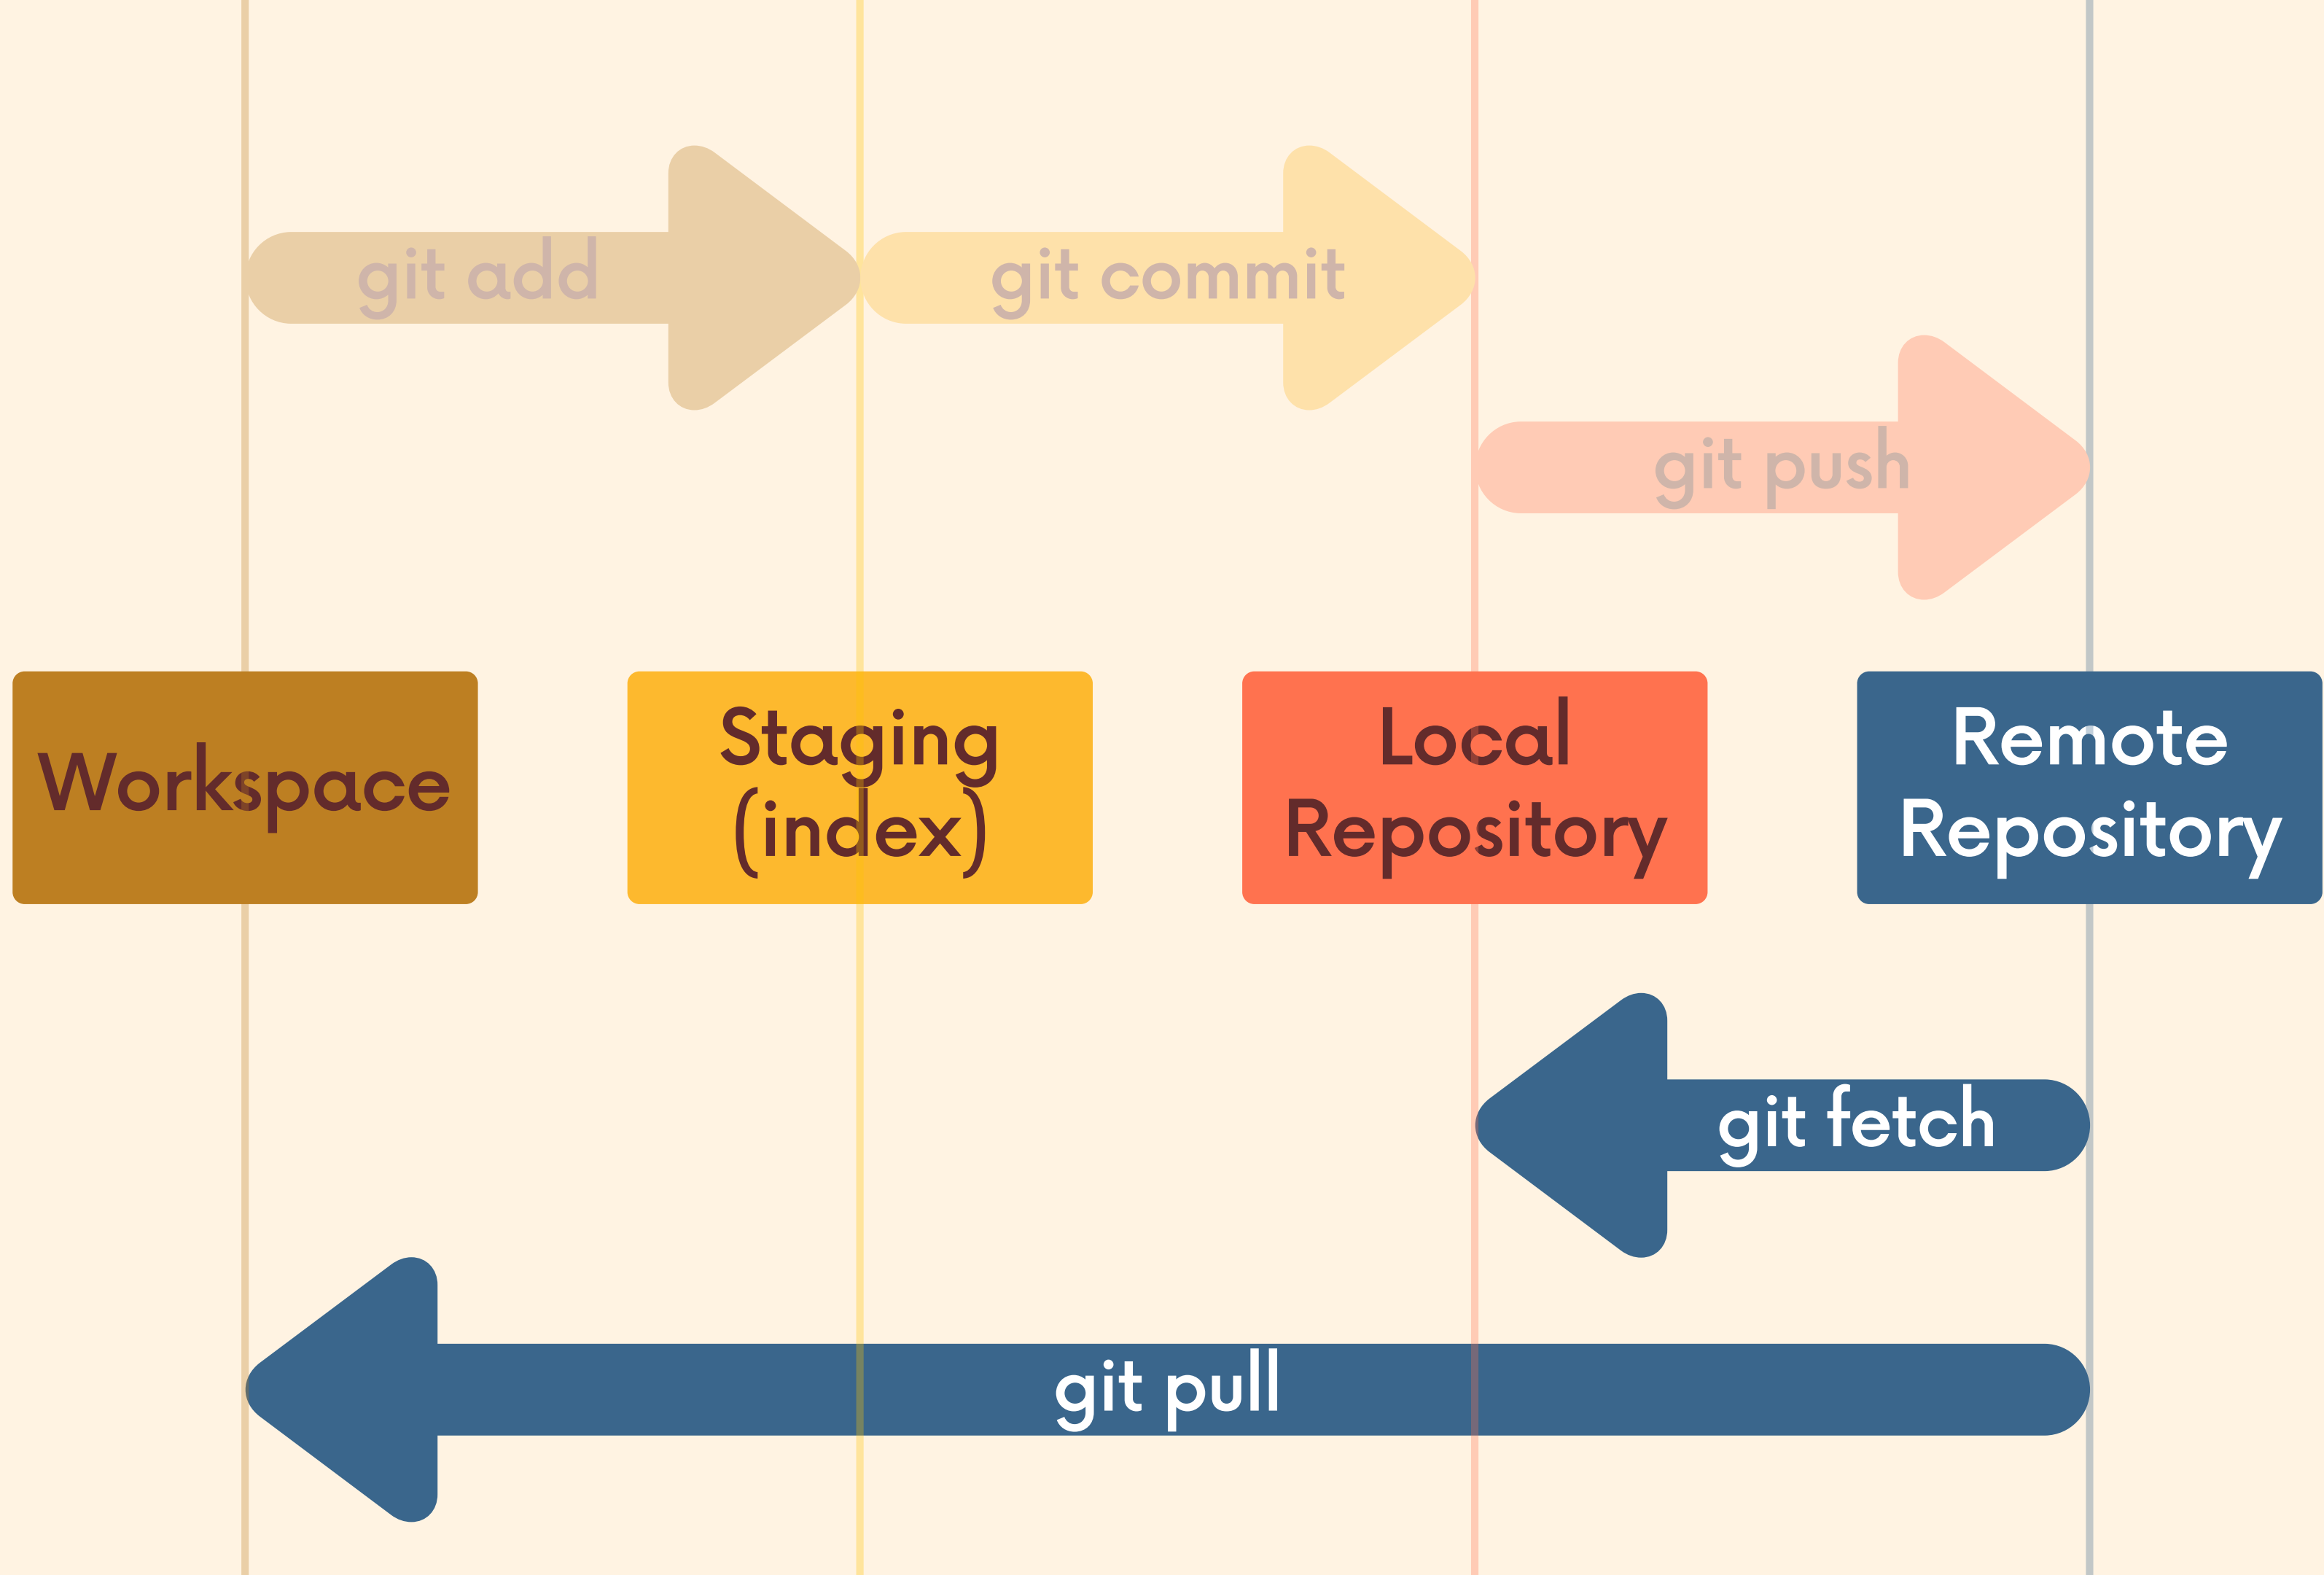 git add
git commit
git push
Workspace
Staging
(index)
Local
Repository
Remote
Repository
git fetch
git pull